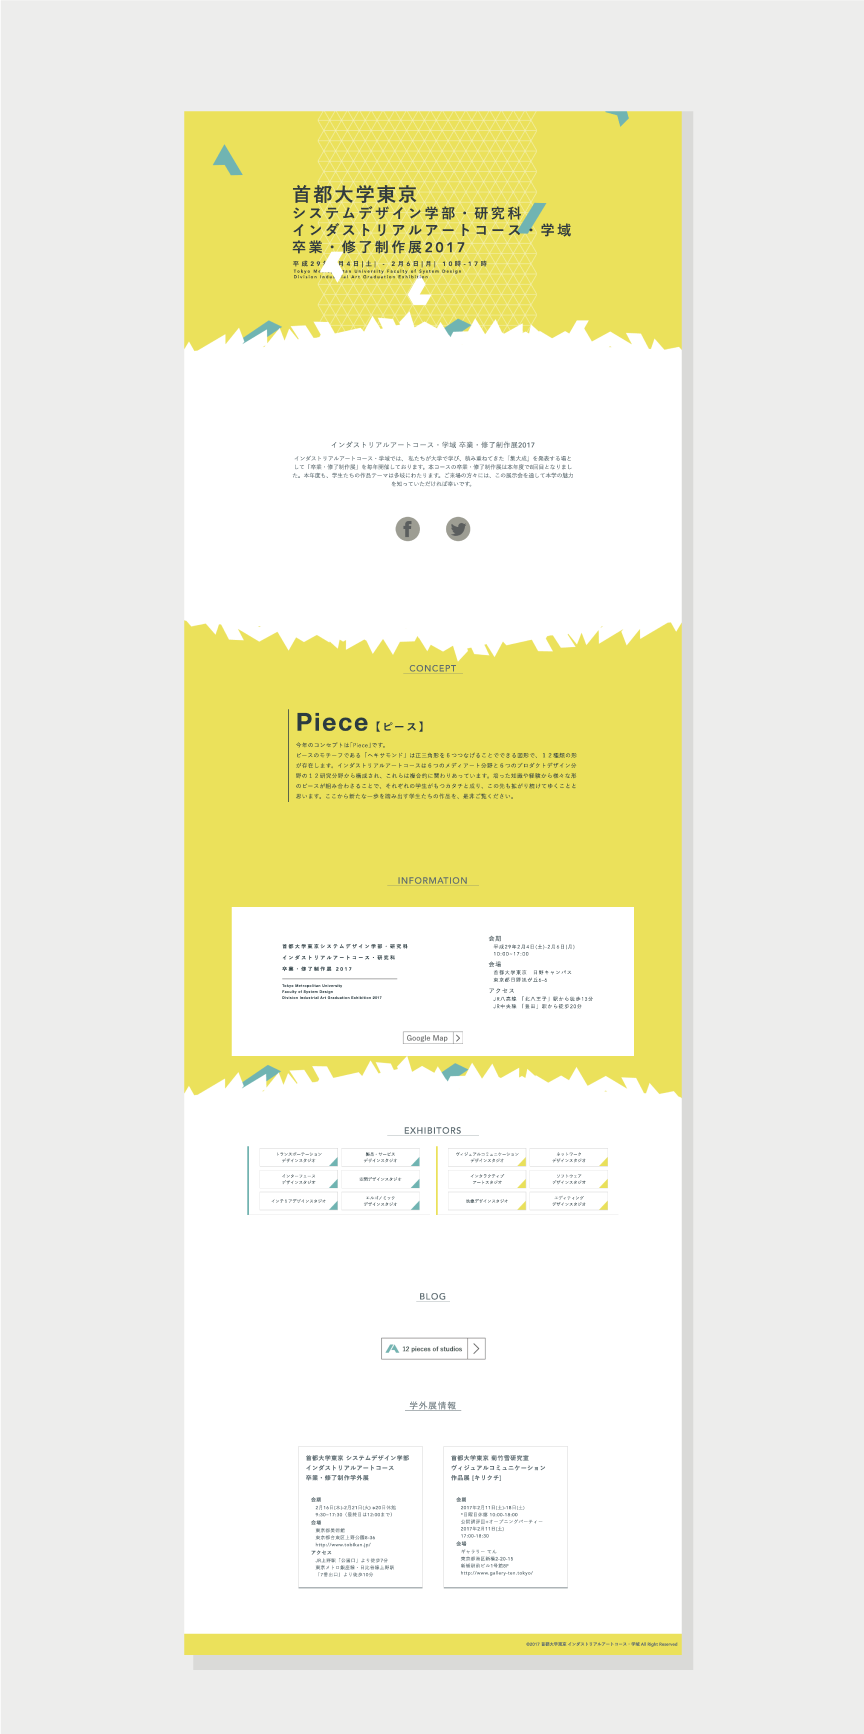 首都大学東京
システムデザイン学部・研究科
インダストリアルアートコース・学域
卒業・修了制作展2017
平成29 月4日|土| - 2月6日|月| 10時-17時
Tokyo Me ton University Faculty of System Design
Division Indus al Art Graduation Exhibition
インダストリアルアートコース・学域 卒業・修了制作展2017
インダストリアルアートコース・学域では、 私たちが大学で学び、積み重ねてきた「集大成」を発表する場と
して「卒業・修了制作展」を毎年開催しております。本コースの卒業・修了制作展は本年度で8回目となりまし
た。本年度も、学生たちの作品テーマは多域にわたります。ご来場の方々には、この展示会を通して本学の魅力
を知っていただければ幸いです。
CONCEPT
Piece【ピース】
今年のコンセプトは「Piece」です。
ピースのモチーフである「ヘキサモンド」は正三角形を６つつなげることでできる図形で、１２種類の形
が存在します。インダストリアルアートコースは６つのメディアアート分野と６つのプロダクトデザイン分
野の１２研究分野から構成され、これらは複合的に関わりあっています。培った知識や経験から様々な形
のピースが組み合わさることで、それぞれの学生がもつカタチと成り、この先も拡がり続けてゆくことと
思います。ここから新たな一歩を踏み出す学生たちの作品を、是非ご覧ください。
INFORMATION
首都大学東京システムデザイン学部・研究科
インダストリアルアートコース・研究科
卒業・修了制作展 2017
Tokyo Metropolitan University
Faculty of System Design
Division Industrial Art Graduation Exhibition 2017
会期
平成29年2月4日(土)-2月6日(月)
10:00-17:00
会場
首都大学東京 日野キャンパス
東京都日野旭が丘6-6
アクセス
JR八高線 「北八王子」駅から徒歩13分
JR中央線 「豊田」駅から徒歩20分
Google Map
EXHIBITORS
トランスポーテーション
デザインスタジオ
製品・サービス
デザインスタジオ
インターフェース
デザインスタジオ
空間デザインスタジオ
インテリアデザインスタジオ
エルゴノミック
デザインスタジオ
ヴィジュアルコミュニケーション
デザインスタジオ
ネットワーク
デザインスタジオ
インタラクティブ
アートスタジオ
ソフトウェア
デザインスタジオ
映像デザインスタジオ
エディティング
デザインスタジオ
BLOG
12 pieces of studios
学外展情報
首都大学東京 システムデザイン学部
インダストリアルアートコース
卒業・修了制作学外展
会期
2月16日(木)-2月21日(火) ※20日休館
9:30-17:30 (最終日は12:00まで)
会場
東京都美術館
東京都台東区上野公園8-36
http://www.tobikan.jp/
アクセス
JR上野駅「公園口」より徒歩7分
東京メトロ銀座線・日比谷線上野駅
「7番出口」より徒歩10分
首都大学東京 菊竹雪研究室
ヴィジュアルコミュニケーション
作品展 [キリクチ]
会期
2017年2月11日(土)-18日(土)
*日曜日休廊 10:00-18:00
公開講評会+オープニングパーティー
2017年2月11日(土)
17:00-18:30
会場
ギャラリー でん
東京都港区新橋2-20-15
新橋駅前ビル1号館8F
http://www.gallery-ten.tokyo/
©2017 首都大学東京 インダストリアルアートコース・学域 All Right Reserved